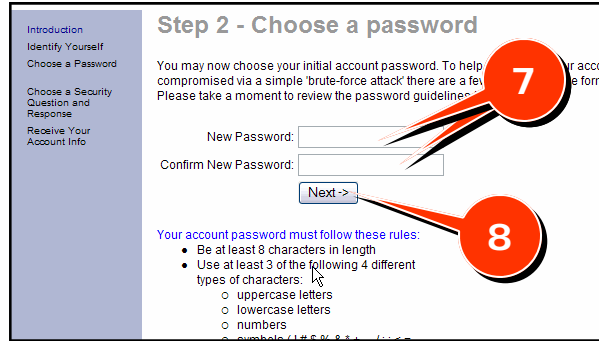 Introduction
Identify Yourself
Choose a Password
Choose a Security
Question and
Response
Receive Your
Account Info
Step 2 - Choose a password
You may now choose your initial account password. To help your acco
compromised via a simple 'brute-force attack' there are a few e for
Please take a moment to review the password guidelines
7
New Password:
Confirm New Password:
Next ->
8
Your account password must follow these rules:
• Be at least 8 characters in length
• Use at least 3 of the following 4 different
types of characters:
o uppercase letters
o lowercase letters
o numbers
o symbols ( ! # $ % & * +